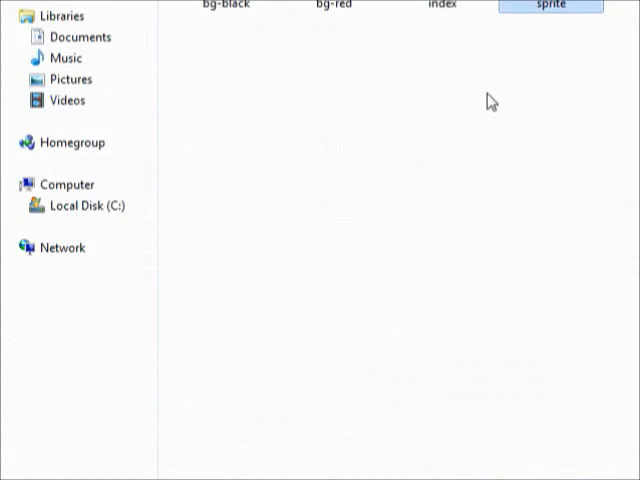 bg-black bg-red index sprite
Libraries
Documents
Music
Pictures
Videos
Homegroup
Computer
Local Disk (C:)
Network